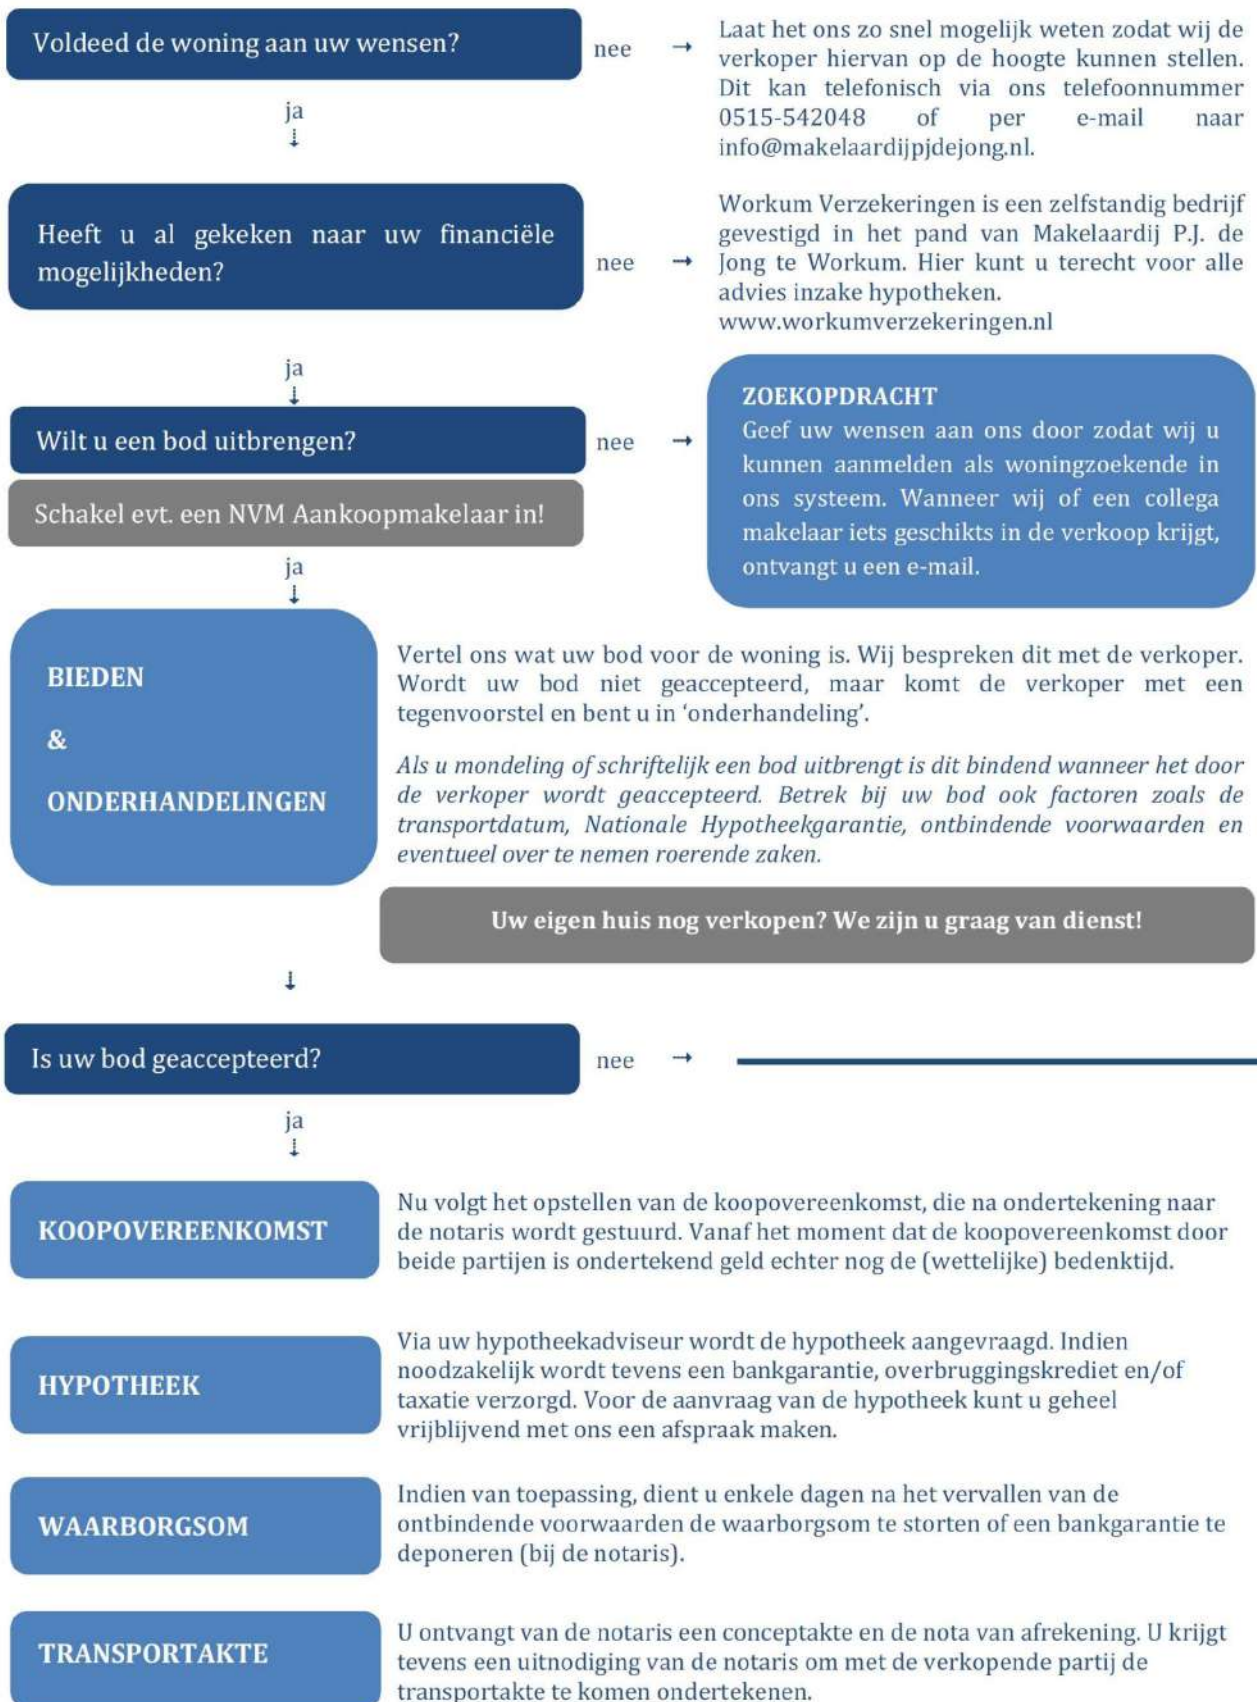 Voldeed de woning aan uw wensen?
nee →
Laat het ons zo snel mogelijk weten zodat wij de
verkoper hiervan op de hoogte kunnen stellen.
Dit kan telefonisch via ons telefoonnummer
0515-542048 of per e-mail naar
info@makelaardijpjdejong.nl.
ja
↓
Heeft u al gekeken naar uw financiële
mogelijkheden?
nee →
Workum Verzekeringen is een zelfstandig bedrijf
gevestigd in het pand van Makelaardij P.J. de
Jong te Workum. Hier kunt u terecht voor alle
advies inzake hypotheken.
www.workumverzekeringen.nl
ja
↓
Wilt u een bod uitbrengen?
nee →
Schakel evt. een NVM Aankoopmakelaar in!
ZOEKOPDRACHT
Geef uw wensen aan ons door zodat wij u
kunnen aanmelden als woningzoekende in
ons systeem. Wanneer wij of een collega
makelaar iets geschikts in de verkoop krijgt,
ontvangt u een e-mail.
ja
↓
BIEDEN
&
ONDERHANDELINGEN
Vertel ons wat uw bod voor de woning is. Wij bespreken dit met de verkoper.
Wordt uw bod niet geaccepteerd, maar komt de verkoper met een
tegenvoorstel en bent u in ‘onderhandeling’.
Als u mondeling of schriftelijk een bod uitbrengt is dit bindend wanneer het door
de verkoper wordt geaccepteerd. Betrek bij uw bod ook factoren zoals de
transportdatum, Nationale Hypotheekgarantie, ontbindende voorwaarden en
eventueel over te nemen roerende zaken.
Uw eigen huis nog verkopen? We zijn u graag van dienst!
↓
Is uw bod geaccepteerd?
nee →
ja
↓
KOOPOVEREENKOMST
Nu volgt het opstellen van de koopovereenkomst, die na ondertekening naar
de notaris wordt gestuurd. Vanaf het moment dat de koopovereenkomst door
beide partijen is ondertekend geld echter nog de (wettelijke) bedenktijd.
HYPOTHEEK
Via uw hypotheekadviseur wordt de hypotheek aangevraagd. Indien
noodzakelijk wordt tevens een bankgarantie, overbruggingskrediet en/of
taxatie verzorgd. Voor de aanvraag van de hypotheek kunt u geheel
vrijblijvend met ons een afspraak maken.
WAARBORGSOM
Indien van toepassing, dient u enkele dagen na het vervallen van de
ontbindende voorwaarden de waarborgsom te storten of een bankgarantie te
deponeren (bij de notaris).
TRANSPORTAKTE
U ontvangt van de notaris een conceptakte en de nota van afrekening. U krijgt
tevens een uitnodiging van de notaris om met de verkopende partij de
transportakte te komen ondertekenen.